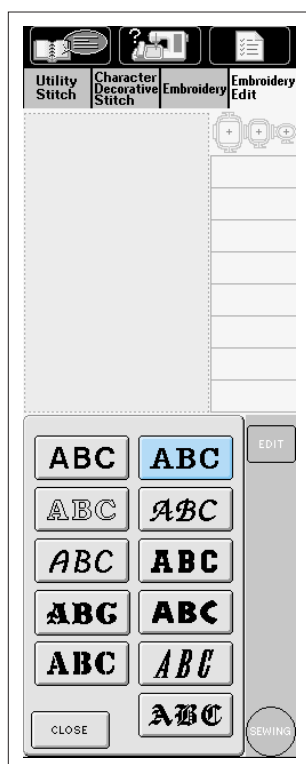 ?
Utility
Stitch
Character
Decorative
Stitch
Embroidery
Embroidery
Edit
EDIT
ABC
ABC
ABC
ABC
ABC
ABC
ABC
ABC
ABC
ABC
ABC
CLOSE
SEWING